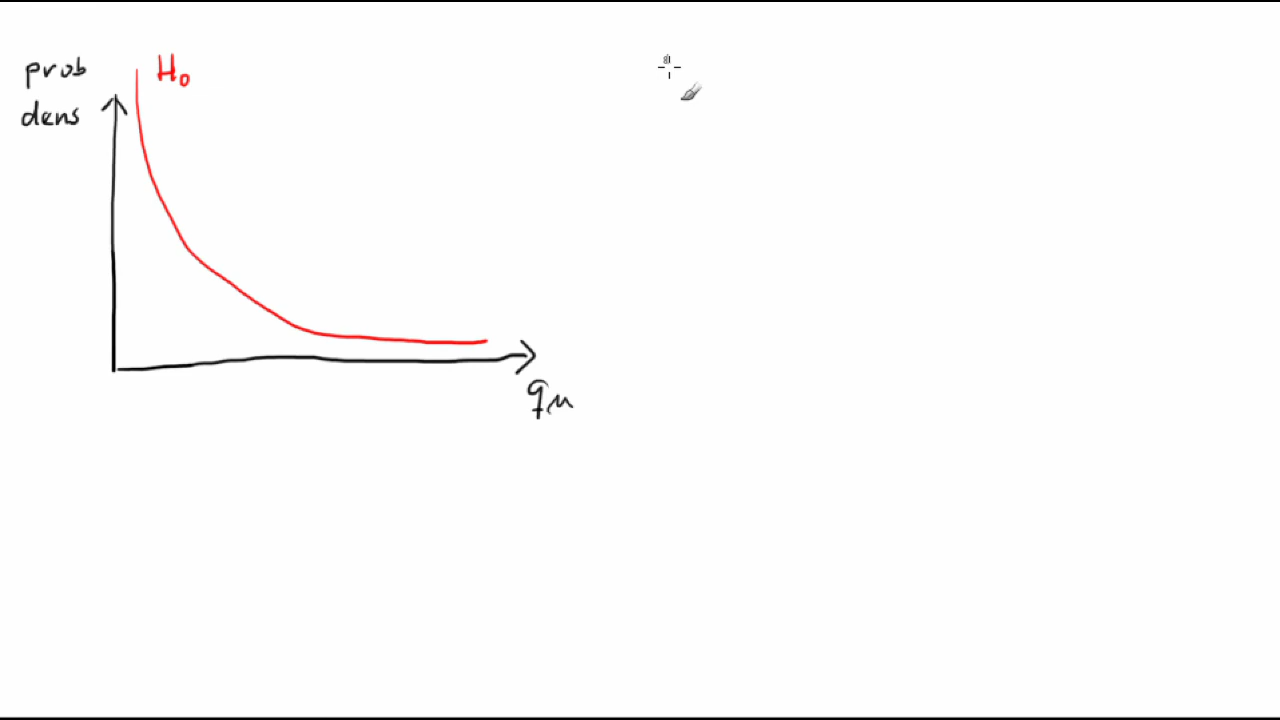 prob H₀
dens
qμ